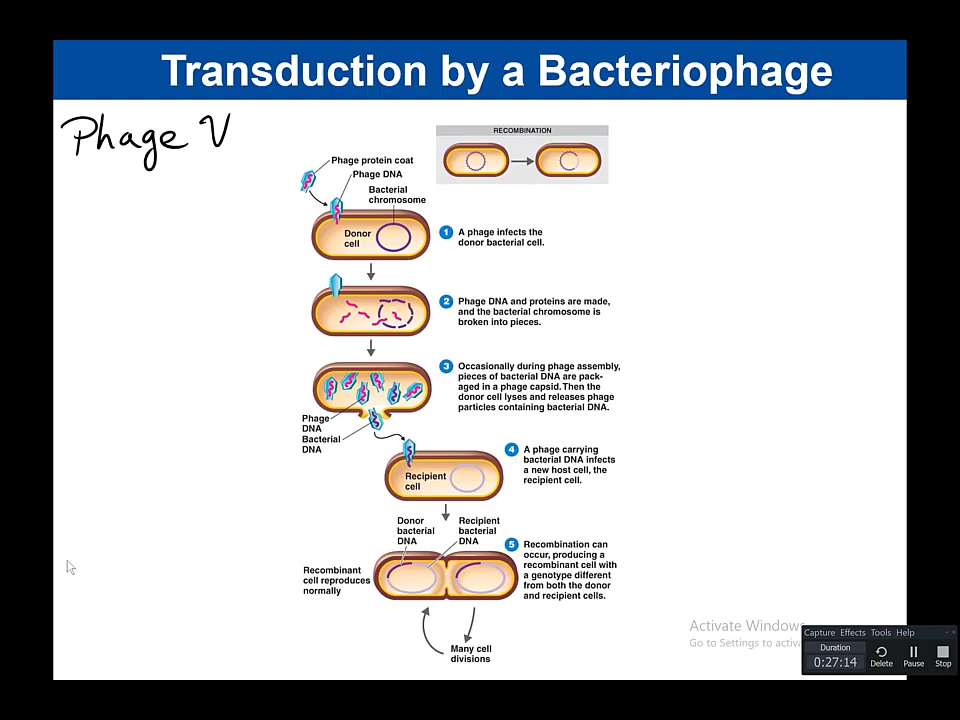 Transduction by a Bacteriophage
Phage V
RECOMBINATION
Phage protein coat
Phage DNA
Bacterial
chromosome
Donor
cell
1 A phage infects the
donor bacterial cell.
2 Phage DNA and proteins are made,
and the bacterial chromosome is
broken into pieces.
3 Occasionally during phage assembly,
pieces of bacterial DNA are pack-
aged in a phage capsid. Then the
donor cell lyses and releases phage
particles containing bacterial DNA.
Phage
DNA
Bacterial
DNA
4 A phage carrying
bacterial DNA infects
a new host cell, the
recipient cell.
Recipient
cell
Donor
bacterial
DNA
Recipient
bacterial
DNA
5 Recombination can
occur, producing a
recombinant cell with
a genotype different
from both the donor
and recipient cells.
Recombinant
cell reproduces
normally
Many cell
divisions
Activate Windows
Go to Settings to
Capture Effects Tools Help
Duration
0:27:14
Delete Pause Stop